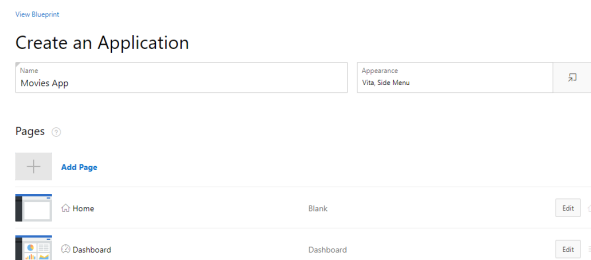 View Blueprint
Create an Application
Name
Movies App
Appearance
Vita, Side Menu
Pages
Add Page
Home Blank Edit
Dashboard Dashboard Edit